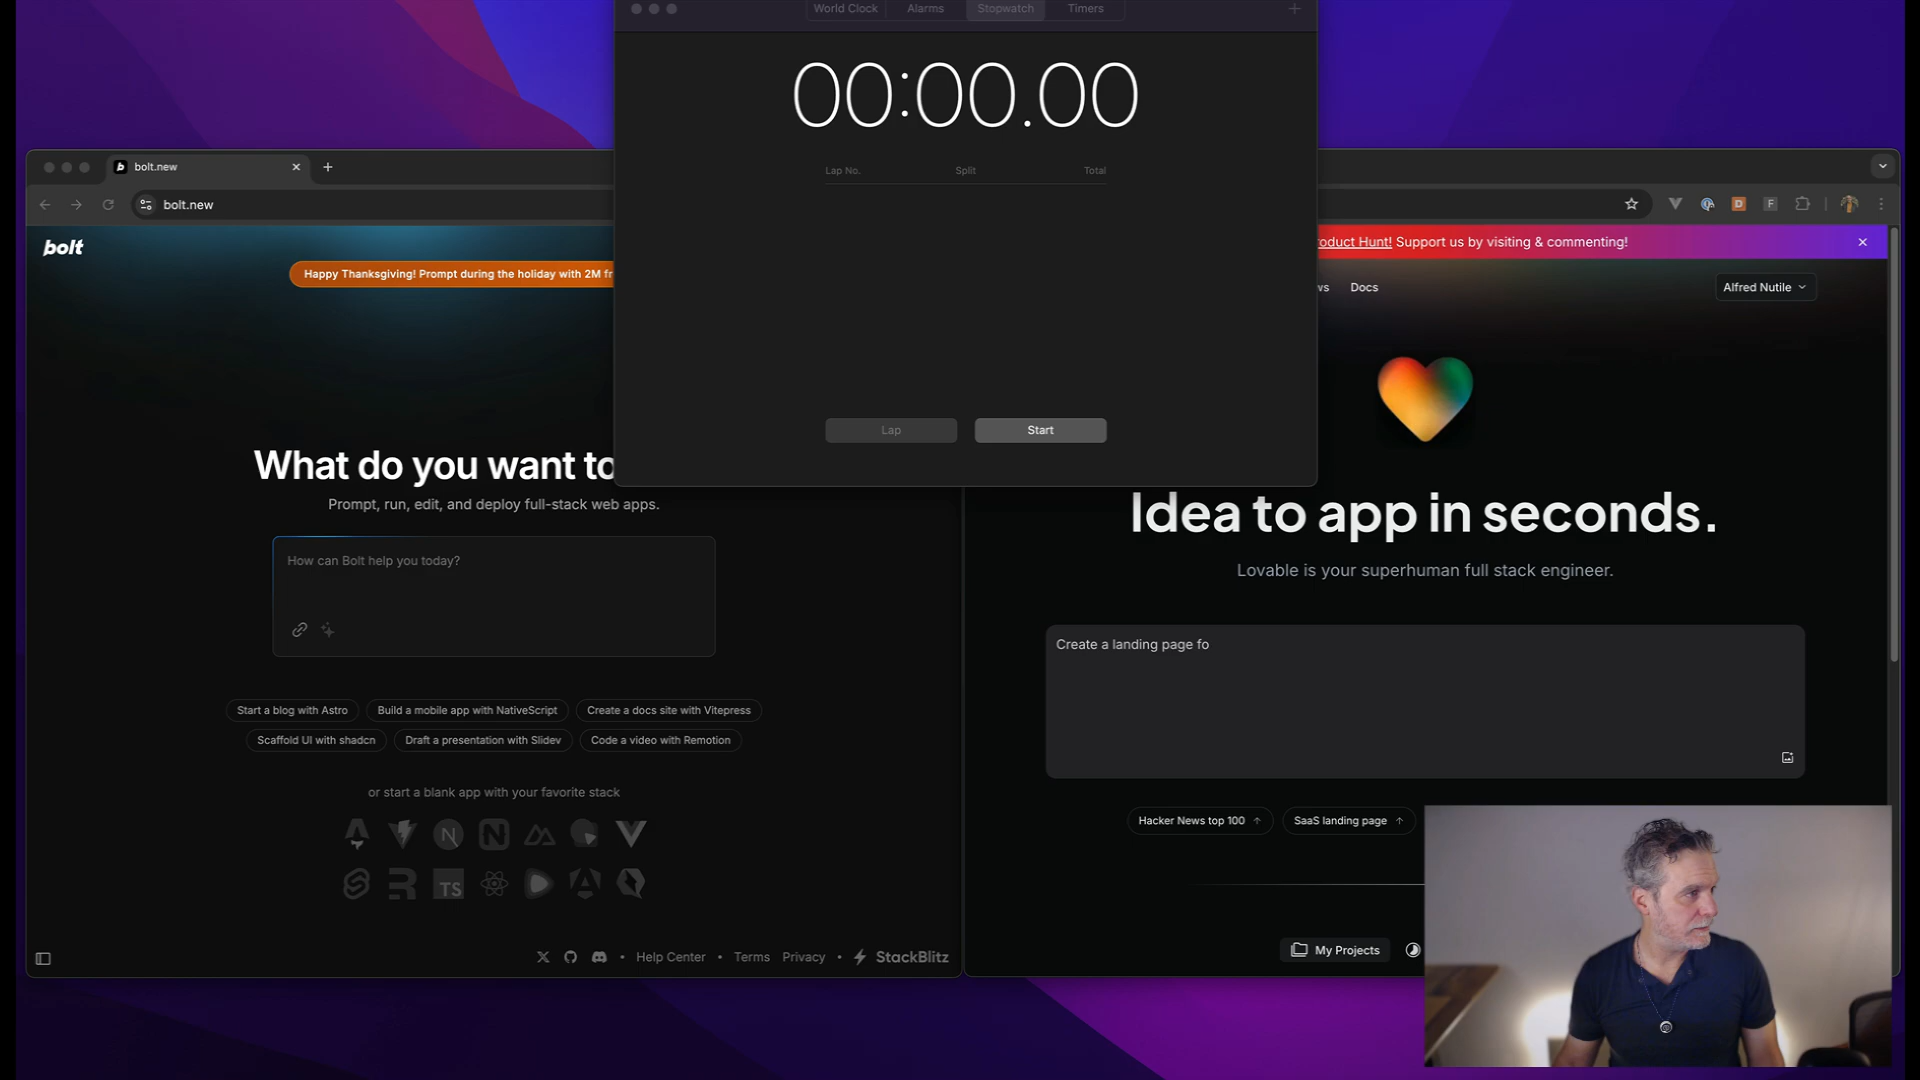 World Clock
Alarms
Stopwatch
Timers
00:00.00
Lap No.
Split
Total
Lap
Start
bolt.new
bolt.new
bolt
Happy Thanksgiving! Prompt during the holiday with 2M
What do you want to
Prompt, run, edit, and deploy full-stack web apps.
How can Bolt help you today?
Start a blog with Astro
Build a mobile app with NativeScript
Create a docs site with Vitepress
Scaffold UI with shadcn
Draft a presentation with Slidev
Code a video with Remotion
or start a blank app with your favorite stack
N
N
TS
Help Center
Terms
Privacy
StackBlitz
roduct Hunt! Support us by visiting & commenting!
Docs
Alfred Nutile
Idea to app in seconds.
Lovable is your superhuman full stack engineer.
Create a landing page fo
Hacker News top 100
SaaS landing page
My Projects